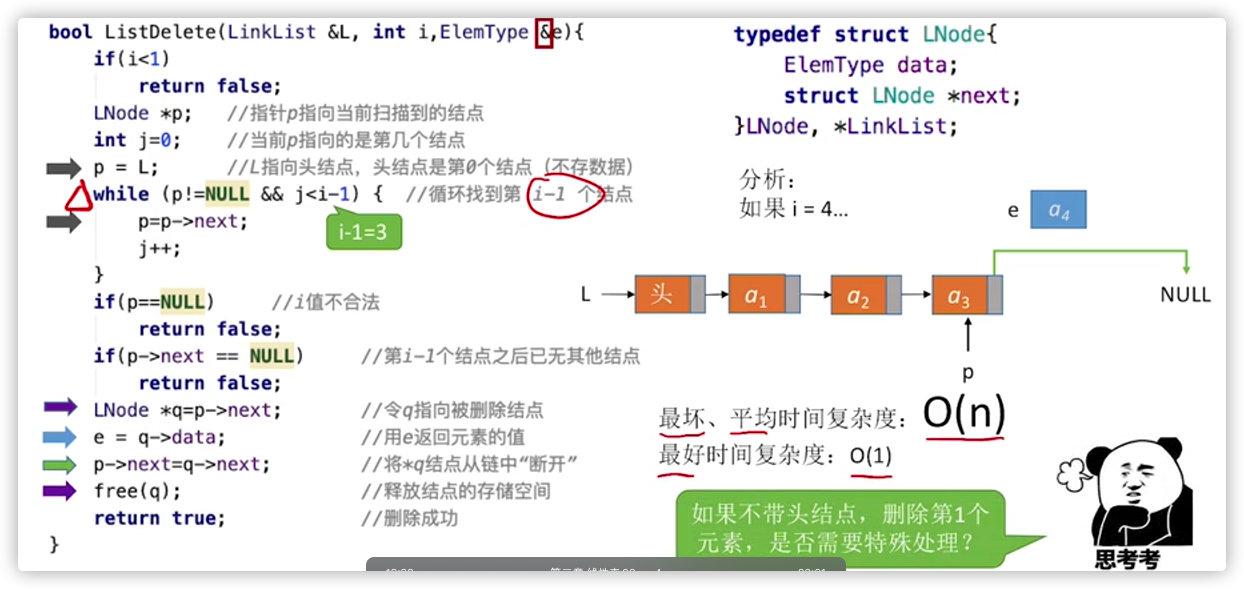 bool ListDelete(LinkList &L, int i,ElemType &e){
if(i<1)
return false;
LNode *p; //指针p指向当前扫描到的结点
int j=0; //当前p指向的是第几个结点
p = L; //L指向头结点，头结点是第0个结点（不存数据）
while (p!=NULL && j<i-1) { //循环找到第 i-1 个结点
p=p->next;
i-1=3
j++;
}
if(p==NULL) //i值不合法
return false;
if(p->next == NULL) //第i-1个结点之后已无其他结点
return false;
LNode *q=p->next; //令q指向被删除结点
e = q->data; //用e返回元素的值
p->next=q->next; //将*q结点从链中“断开”
free(q); //释放结点的存储空间
return true; //删除成功
}
typedef struct LNode{
ElemType data;
struct LNode *next;
}LNode, *LinkList;
分析：
如果 i = 4…
e a4
L 头 a1 a2 a3 NULL
p
最坏、平均时间复杂度：O(n)
最好时间复杂度：O(1)
如果不带头结点，删除第1个
元素，是否需要特殊处理？
思考考